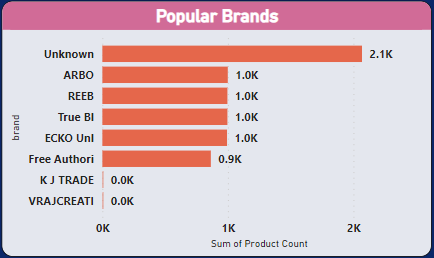 Popular Brands
brand
Unknown 2.1K
ARBO 1.0K
REEB 1.0K
True Bl 1.0K
ECKO Unl 1.0K
Free Authori 0.9K
K J TRADE 0.0K
VRAJCREATI 0.0K
0K 1K 2K
Sum of Product Count